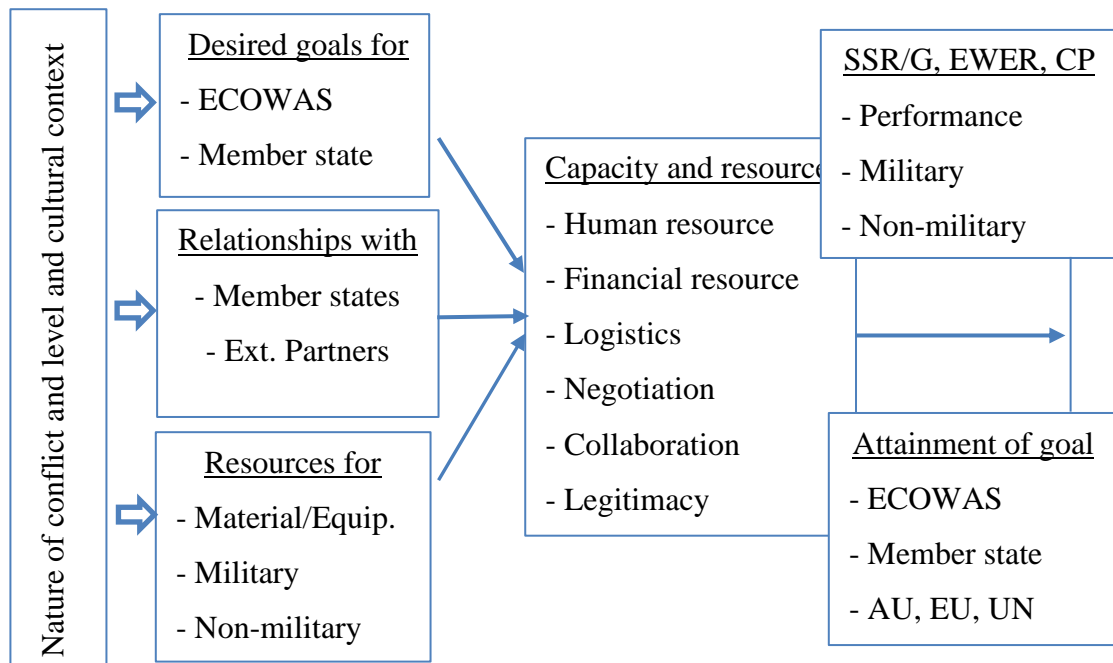 Nature of conflict and level and cultural context
Desired goals for
- ECOWAS
- Member state
Relationships with
- Member states
- Ext. Partners
Resources for
- Material/Equip.
- Military
- Non-military
Capacity and resource
- Human resource
- Financial resource
- Logistics
- Negotiation
- Collaboration
- Legitimacy
SSR/G, EWER, CP
- Performance
- Military
- Non-military
Attainment of goal
- ECOWAS
- Member state
- AU, EU, UN